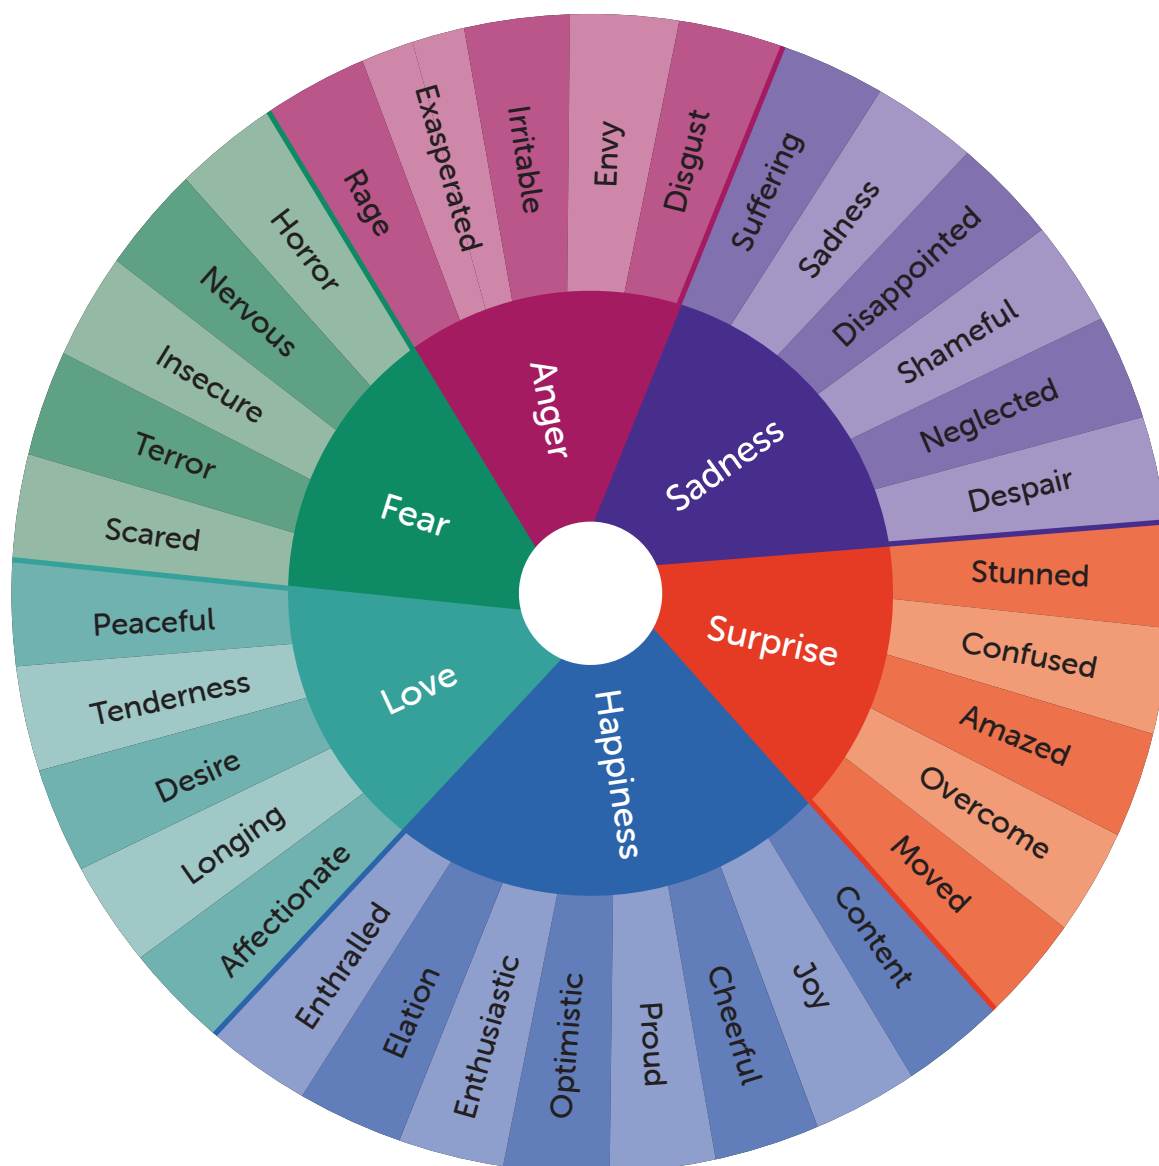 Anger
Rage
Exasperated
Irritable
Envy
Disgust
Sadness
Suffering
Sadness
Disappointed
Shameful
Neglected
Despair
Surprise
Stunned
Confused
Amazed
Overcome
Moved
Happiness
Content
Joy
Cheerful
Proud
Optimistic
Enthusiastic
Elation
Enthralled
Love
Affectionate
Longing
Desire
Tenderness
Peaceful
Fear
Scared
Terror
Insecure
Nervous
Horror